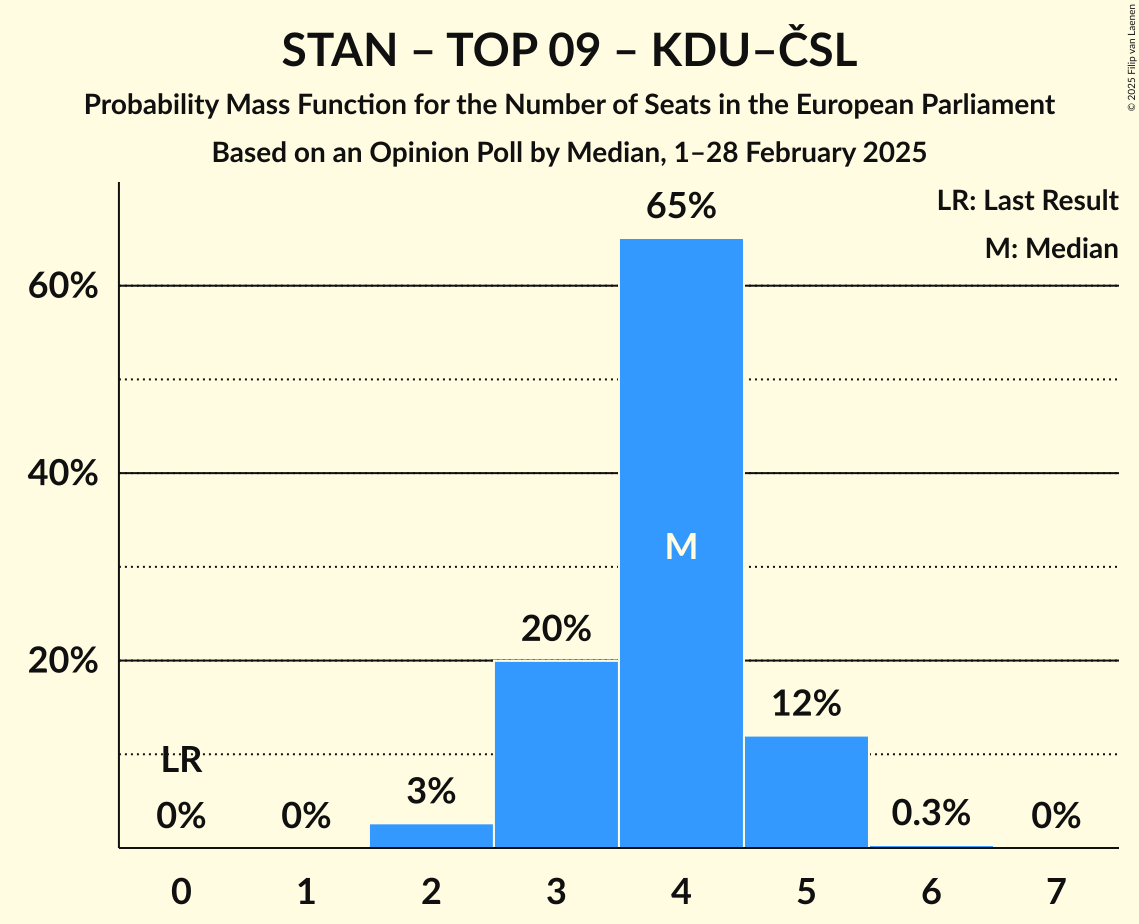 STAN – TOP 09 – KDU–ČSL
Probability Mass Function for the Number of Seats in the European Parliament
Based on an Opinion Poll by Median, 1–28 February 2025
© 2025 Filip van Laenen
LR: Last Result
M: Median
65%
60%
40%
M
20%
20%
12%
LR
3%
0%
0%
0.3%
0%
0
1
2
3
4
5
6
7